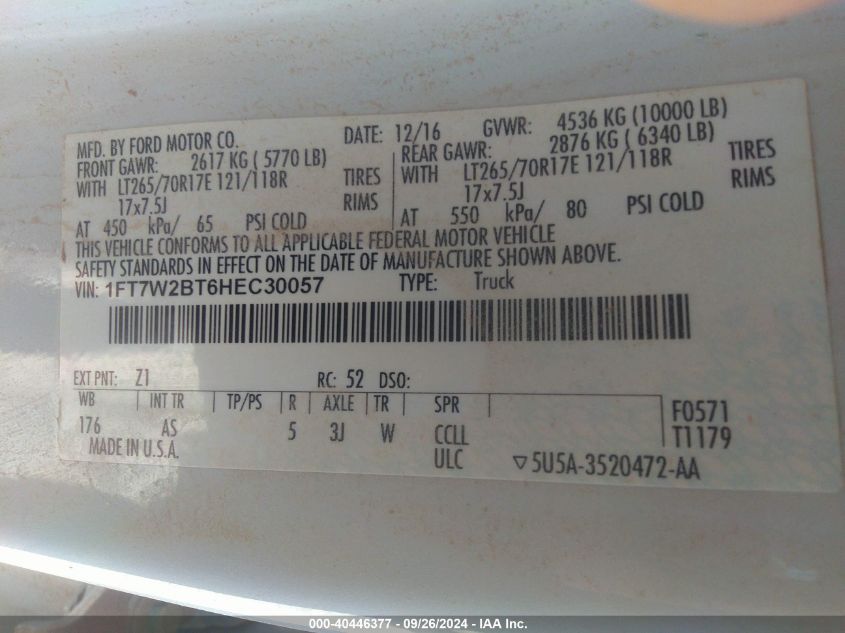 MFD. BY FORD MOTOR CO. DATE: 12/16 GVWR: 4536 KG (10000 LB)
FRONT GAWR: 2617 KG ( 5770 LB) REAR GAWR: 2876 KG ( 6340 LB)
WITH LT265/70R17E 121/118R TIRES WITH LT265/70R17E 121/118R TIRES
17x7.5J RIMS 17x7.5J RIMS
AT 450 kPa/ 65 PSI COLD AT 550 kPa/ 80 PSI COLD
THIS VEHICLE CONFORMS TO ALL APPLICABLE FEDERAL MOTOR VEHICLE
SAFETY STANDARDS IN EFFECT ON THE DATE OF MANUFACTURE SHOWN ABOVE.
VIN: 1FT7W2BT6HEC30057 TYPE: Truck
EXT PNT: Z1 RC: 52 DSO:
WB INT TR TP/PS R AXLE TR SPR F0571
176 AS 5 3J W CCLL T1179
MADE IN U.S.A. ULC ▽5U5A-3520472-AA
000-40446377 - 09/26/2024 - IAA Inc.